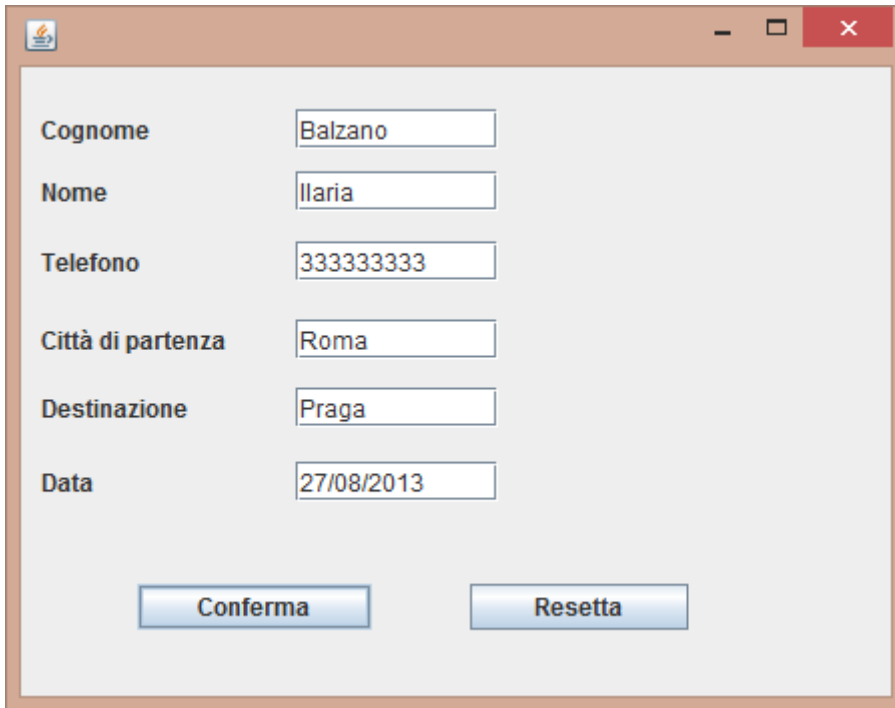 Cognome Balzano
Nome Ilaria
Telefono 333333333
Città di partenza Roma
Destinazione Praga
Data 27/08/2013
Conferma Resetta